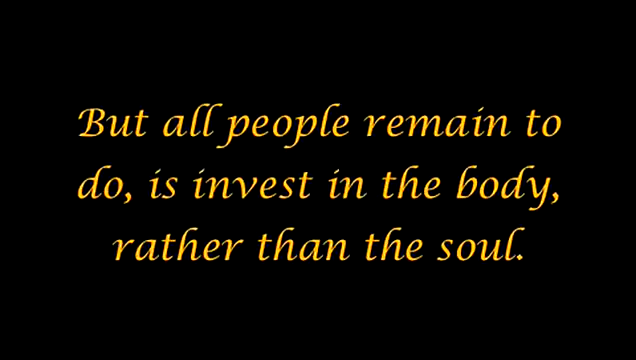 But all people remain to
do, is invest in the body,
rather than the soul.